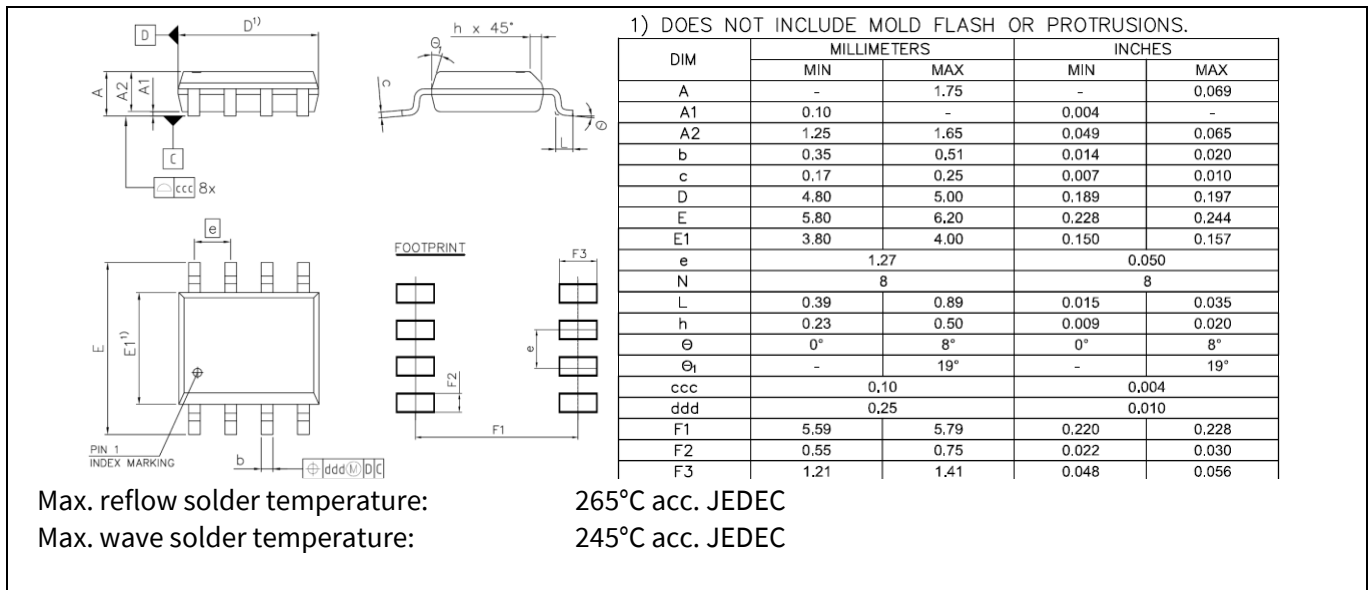 D
D1)
A
A2
A1
C
ccc 8x
h x 45°
Θ1
c
L
Θ
e
E
E1 1)
PIN 1
INDEX MARKING
b
ddd Ⓜ D C
FOOTPRINT
F3
e
F2
F1
1) DOES NOT INCLUDE MOLD FLASH OR PROTRUSIONS.
DIM MILLIMETERS INCHES
MIN MAX MIN MAX
A - 1.75 - 0.069
A1 0.10 - 0.004 -
A2 1.25 1.65 0.049 0.065
b 0.35 0.51 0.014 0.020
c 0.17 0.25 0.007 0.010
D 4.80 5.00 0.189 0.197
E 5.80 6.20 0.228 0.244
E1 3.80 4.00 0.150 0.157
e 1.27 0.050
N 8 8
L 0.39 0.89 0.015 0.035
h 0.23 0.50 0.009 0.020
Θ 0° 8° 0° 8°
Θ1 - 19° - 19°
ccc 0.10 0.004
ddd 0.25 0.010
F1 5.59 5.79 0.220 0.228
F2 0.55 0.75 0.022 0.030
F3 1.21 1.41 0.048 0.056
Max. reflow solder temperature: 265°C acc. JEDEC
Max. wave solder temperature: 245°C acc. JEDEC